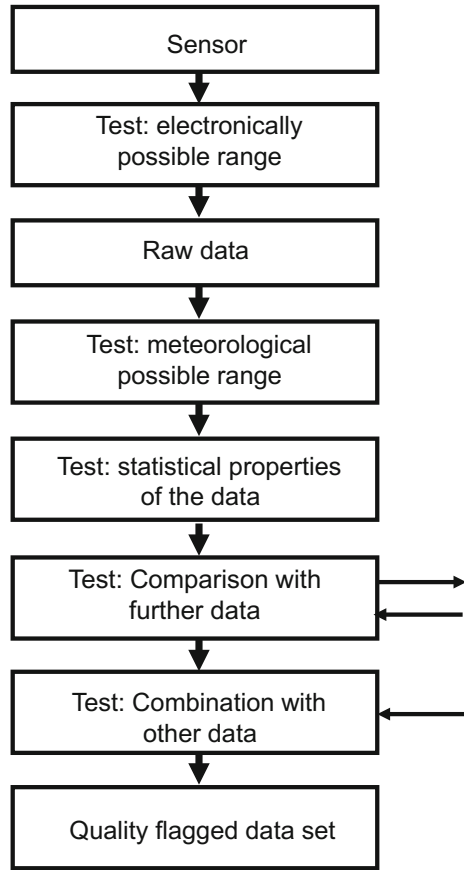 Sensor
Test: electronically
possible range
Raw data
Test: meteorological
possible range
Test: statistical properties
of the data
Test: Comparison with
further data
Test: Combination with
other data
Quality flagged data set